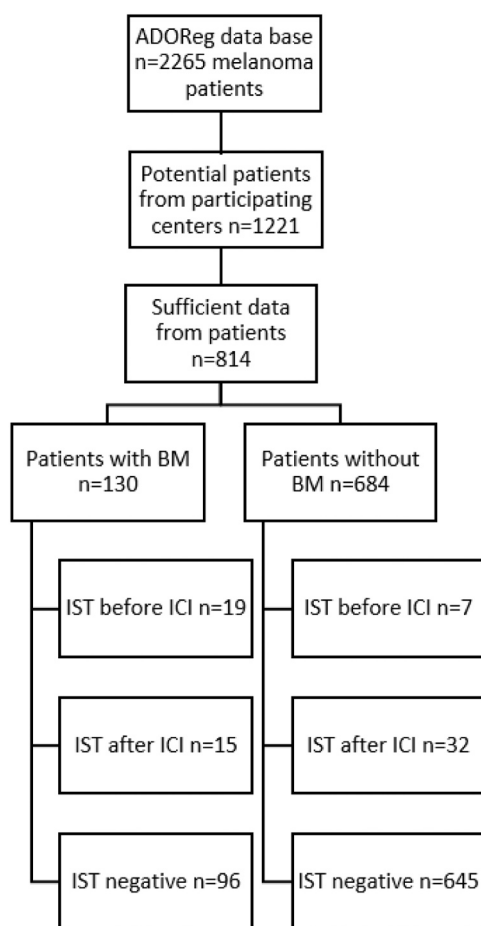 ADOReg data base
n=2265 melanoma
patients
Potential patients
from participating
centers n=1221
Sufficient data
from patients
n=814
Patients with BM
n=130
Patients without
BM n=684
IST before ICI n=19
IST before ICI n=7
IST after ICI n=15
IST after ICI n=32
IST negative n=96
IST negative n=645